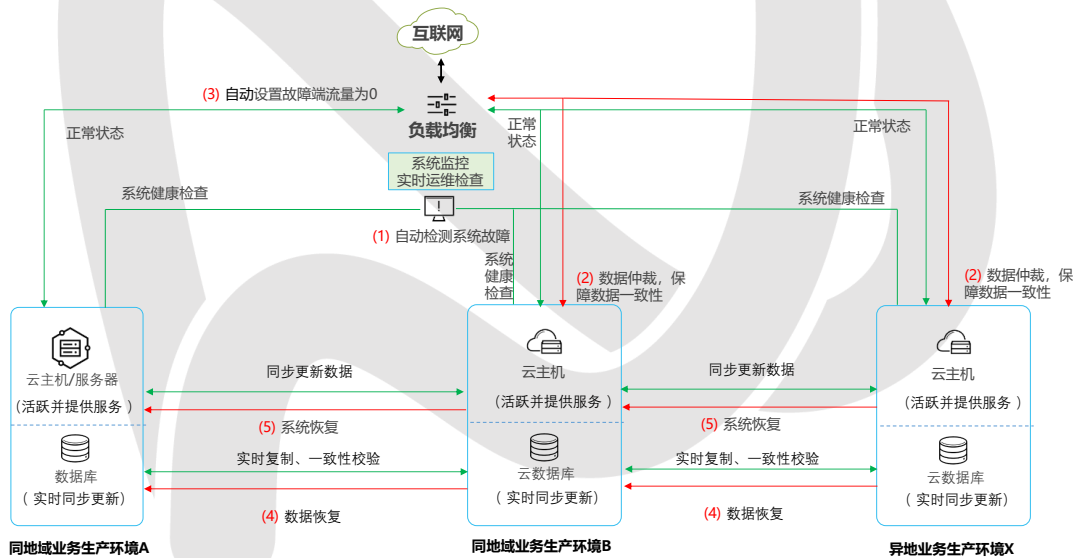 互联网
(3) 自动设置故障端流量为0
负载均衡
正常状态
正常
状态
正常状态
系统监控
实时运维检查
系统健康检查
系统健康检查
(1) 自动检测系统故障
系统
健康
检查
(2) 数据仲裁，保
障数据一致性
(2) 数据仲裁，保
障数据一致性
云主机/服务器
（活跃并提供服务 ）
数据库
（ 实时同步更新）
同步更新数据
(5) 系统恢复
实时复制、一致性校验
(4) 数据恢复
云主机
（活跃并提供服务 ）
云数据库
（ 实时同步更新）
同步更新数据
(5) 系统恢复
实时复制、一致性校验
(4) 数据恢复
云主机
（活跃并提供服务 ）
云数据库
（ 实时同步更新）
同地域业务生产环境A
同地域业务生产环境B
异地业务生产环境X